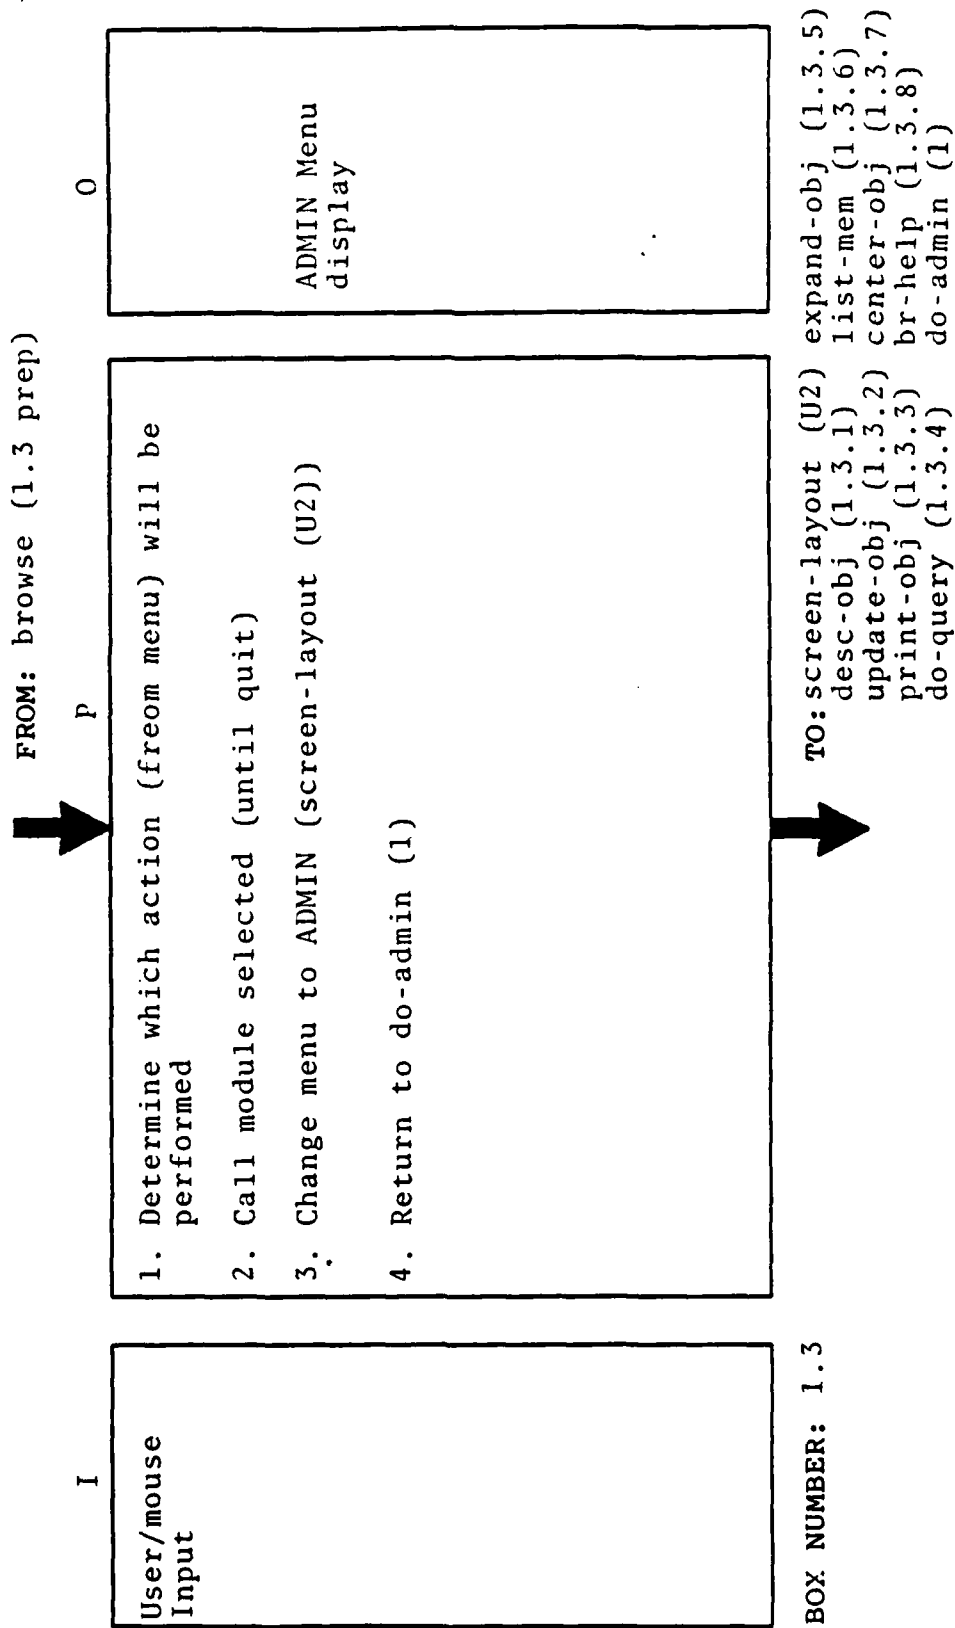 FROM: browse (1.3 prep)
I
P
O
User/mouse
Input
1. Determine which action (freom menu) will be
performed
2. Call module selected (until quit)
3. Change menu to ADMIN (screen-layout (U2))
4. Return to do-admin (1)
ADMIN Menu
display
BOX NUMBER: 1.3
TO: screen-layout (U2) expand-obj (1.3.5)
desc-obj (1.3.1) list-mem (1.3.6)
update-obj (1.3.2) center-obj (1.3.7)
print-obj (1.3.3) br-help (1.3.8)
do-query (1.3.4) do-admin (1)